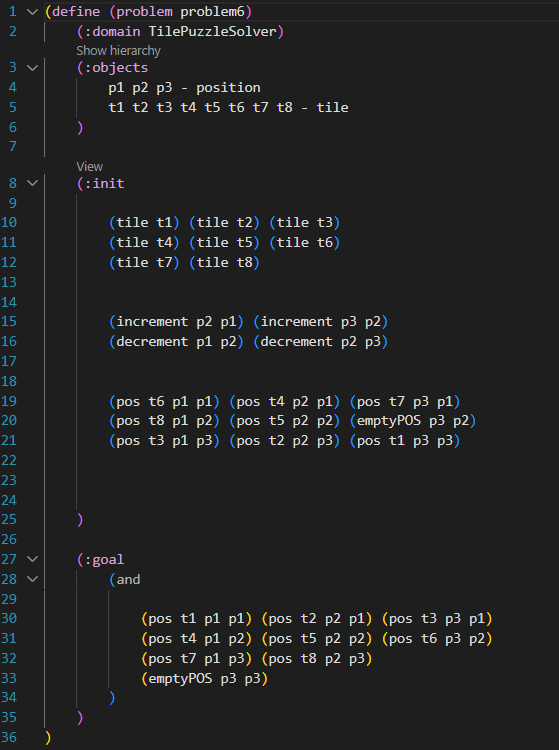 1 (define (problem problem6)
2 (:domain TilePuzzleSolver)
Show hierarchy
3 (:objects
4 p1 p2 p3 - position
5 t1 t2 t3 t4 t5 t6 t7 t8 - tile
6 )
7
View
8 (:init
9
10 (tile t1) (tile t2) (tile t3)
11 (tile t4) (tile t5) (tile t6)
12 (tile t7) (tile t8)
13
14
15 (increment p2 p1) (increment p3 p2)
16 (decrement p1 p2) (decrement p2 p3)
17
18
19 (pos t6 p1 p1) (pos t4 p2 p1) (pos t7 p3 p1)
20 (pos t8 p1 p2) (pos t5 p2 p2) (emptyPOS p3 p2)
21 (pos t3 p1 p3) (pos t2 p2 p3) (pos t1 p3 p3)
22
23
24
25 )
26
27 (:goal
28 (and
29
30 (pos t1 p1 p1) (pos t2 p2 p1) (pos t3 p3 p1)
31 (pos t4 p1 p2) (pos t5 p2 p2) (pos t6 p3 p2)
32 (pos t7 p1 p3) (pos t8 p2 p3)
33 (emptyPOS p3 p3)
34 )
35 )
36 )